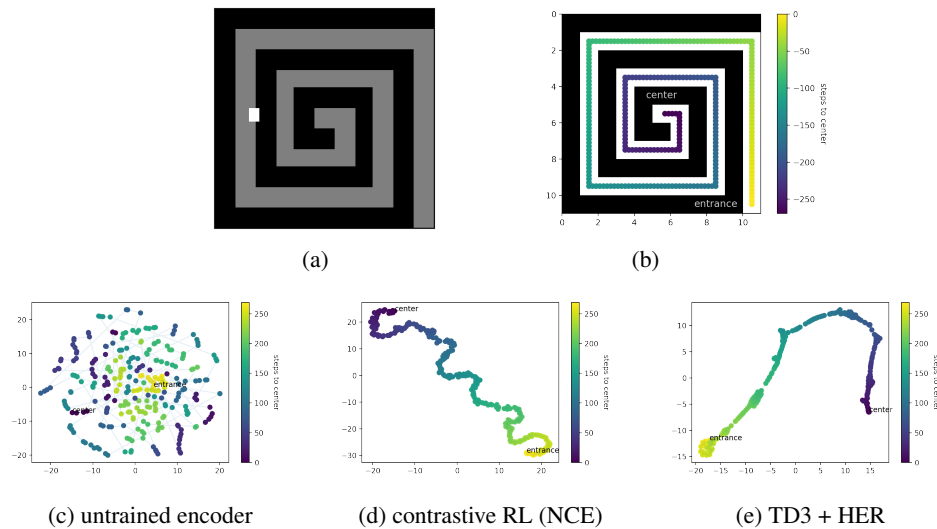 0
2
4
6
8
10
0 2 4 6 8 10
center
entrance
0
−50
−100
−150
−200
−250
steps to center
(a)
(b)
20
10
0
−10
−20
−20 −10 0 10 20
entrance
center
250
200
150
100
50
0
steps to center
20
10
0
−10
−20
−30
−20 −10 0 10 20
center
entrance
250
200
150
100
50
0
steps to center
10
5
0
−5
−10
−15
−20 −15 −10 −5 0 5 10 15
center
entrance
250
200
150
100
50
0
steps to center
(c) untrained encoder
(d) contrastive RL (NCE)
(e) TD3 + HER